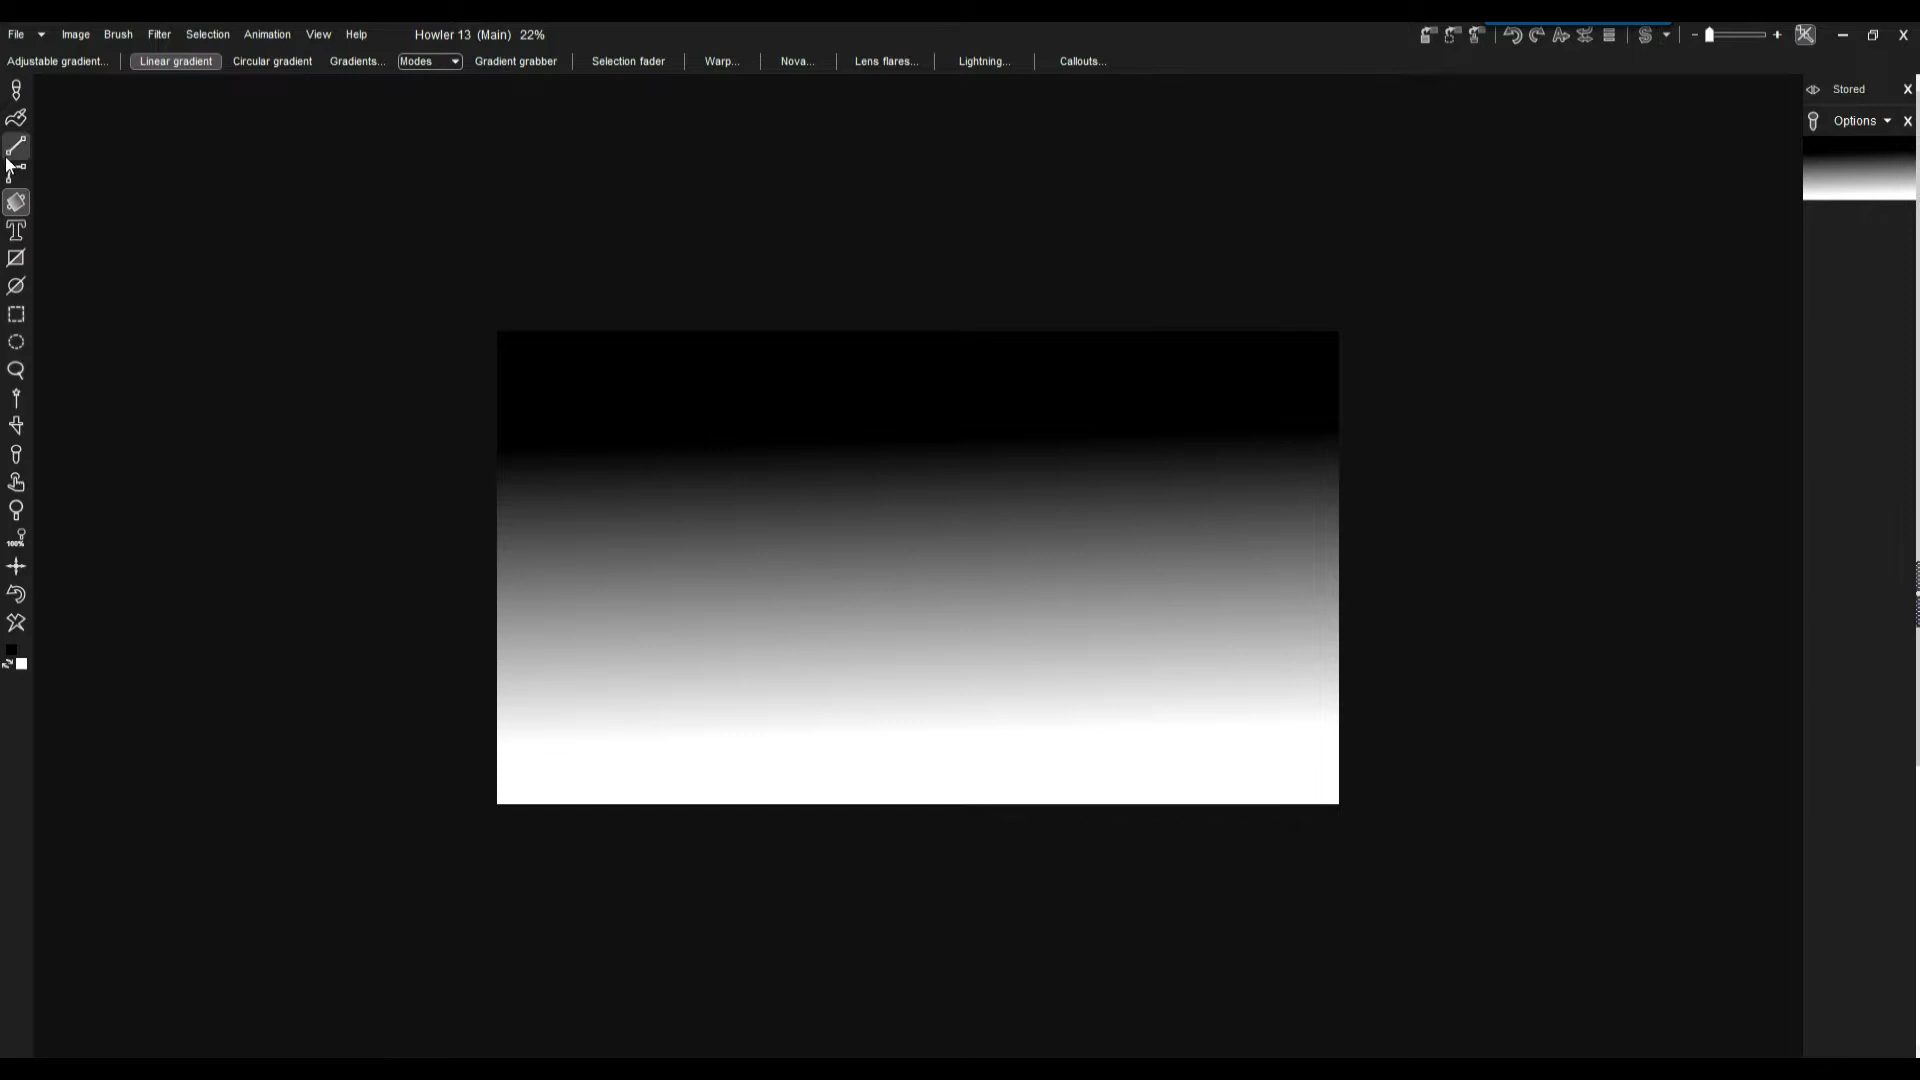 File Image Brush Filter Selection Animation View Help Howler 13 (Main) 22%
Adjustable gradient... Linear gradient Circular gradient Gradients... Modes Gradient grabber Selection fader Warp... Nova... Lens flares... Lightning... Callouts...
Stored X
Options X
100%